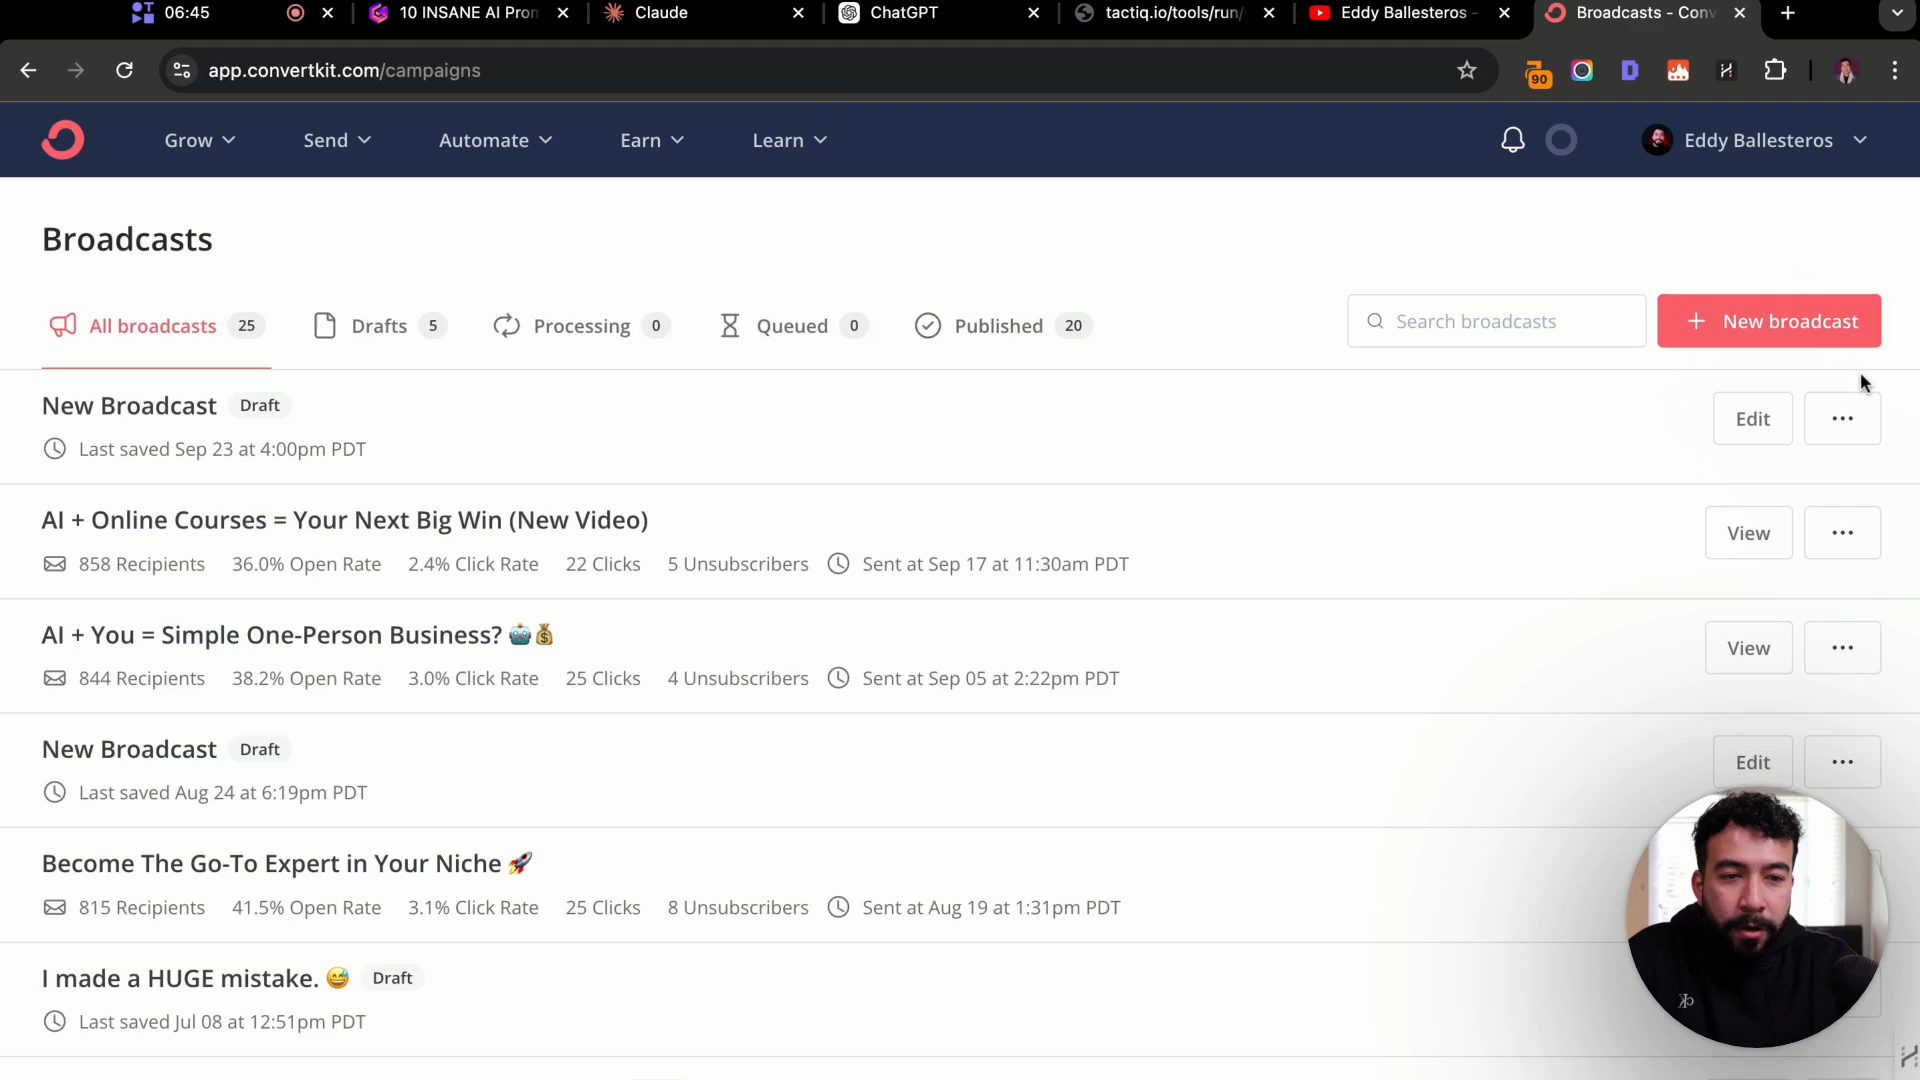 06:45
10 INSANE AI Pron
Claude
ChatGPT
tactiq.io/tools/run/
Eddy Ballesteros -
Broadcasts - Conv
app.convertkit.com/campaigns
90
Grow
Send
Automate
Earn
Learn
Eddy Ballesteros
Broadcasts
All broadcasts 25
Drafts 5
Processing 0
Queued 0
Published 20
Search broadcasts
+ New broadcast
New Broadcast Draft
Last saved Sep 23 at 4:00pm PDT
Edit
...
AI + Online Courses = Your Next Big Win (New Video)
858 Recipients 36.0% Open Rate 2.4% Click Rate 22 Clicks 5 Unsubscribers Sent at Sep 17 at 11:30am PDT
View
...
AI + You = Simple One-Person Business? 🤖💰
844 Recipients 38.2% Open Rate 3.0% Click Rate 25 Clicks 4 Unsubscribers Sent at Sep 05 at 2:22pm PDT
View
...
New Broadcast Draft
Last saved Aug 24 at 6:19pm PDT
Edit
...
Become The Go-To Expert in Your Niche 🚀
815 Recipients 41.5% Open Rate 3.1% Click Rate 25 Clicks 8 Unsubscribers Sent at Aug 19 at 1:31pm PDT
I made a HUGE mistake. 😅 Draft
Last saved Jul 08 at 12:51pm PDT